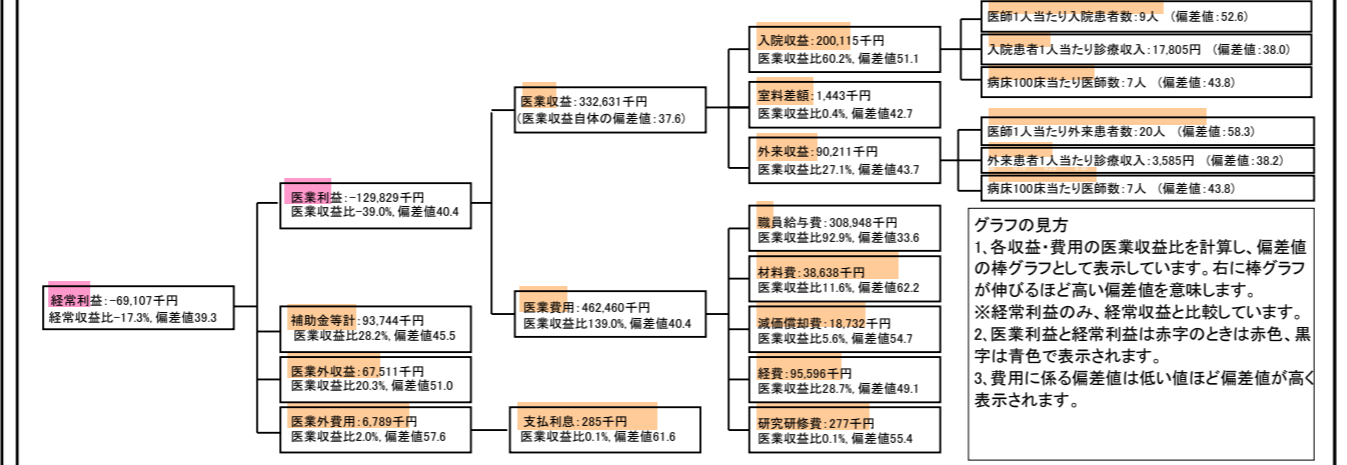 経常利益:-69,107千円
経常収支比-17.3%, 偏差値39.3
医業利益:-129,829千円
医業収益比-39.0%, 偏差値40.4
補助金等計:93,744千円
医業収益比28.2%, 偏差値45.5
医業外収益:67,511千円
医業収益比20.3%, 偏差値51.0
医業外費用:6,789千円
医業収益比2.0%, 偏差値57.6
支払利息:285千円
医業収益比0.1%, 偏差値61.6
医業収益:332,631千円
(医業収益自体の偏差値:37.6)
医業費用:462,460千円
医業収益比139.0%, 偏差値40.4
入院収益:200,115千円
医業収益比60.2%, 偏差値51.1
室料差額:1,443千円
医業収益比0.4%, 偏差値42.7
外来収益:90,211千円
医業収益比27.1%, 偏差値43.7
職員給与費:308,948千円
医業収益比92.9%, 偏差値33.6
材料費:38,638千円
医業収益比11.6%, 偏差値62.2
減価償却費:18,732千円
医業収益比5.6%, 偏差値54.7
経費:95,596千円
医業収益比28.7%, 偏差値49.1
研究研修費:277千円
医業収益比0.1%, 偏差値55.4
医師1人当たり入院患者数:9人 (偏差値:52.6)
入院患者1人当たり診療収入:17,805円 (偏差値:38.0)
病床100床当たり医師数:7人 (偏差値:43.8)
医師1人当たり外来患者数:20人 (偏差値:58.3)
外来患者1人当たり診療収入:3,585円 (偏差値:38.2)
病床100床当たり医師数:7人 (偏差値:43.8)
グラフの見方
1、各収益・費用の医業収益比を計算し、偏差値
の棒グラフとして表示しています。右に棒グラフ
が伸びるほど高い偏差値を意味します。
※経常利益のみ、経常収益と比較しています。
2、医業利益と経常利益は赤字のときは赤色、黒
字は青色で表示されます。
3、費用に係る偏差値は低い値ほど偏差値が高く
表示されます。